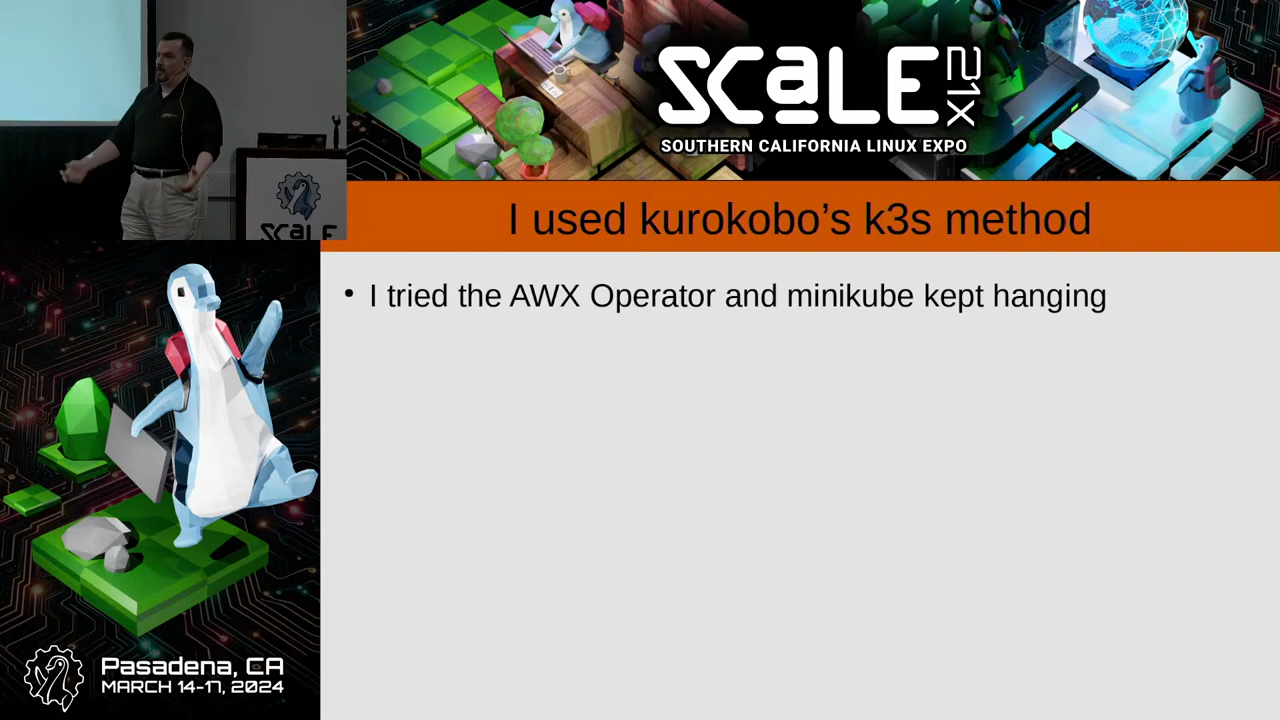 SCaLE 21X
SOUTHERN CALIFORNIA LINUX EXPO
SCaLE
I used kurokobo’s k3s method
• I tried the AWX Operator and minikube kept hanging
Pasadena, CA
MARCH 14-17, 2024